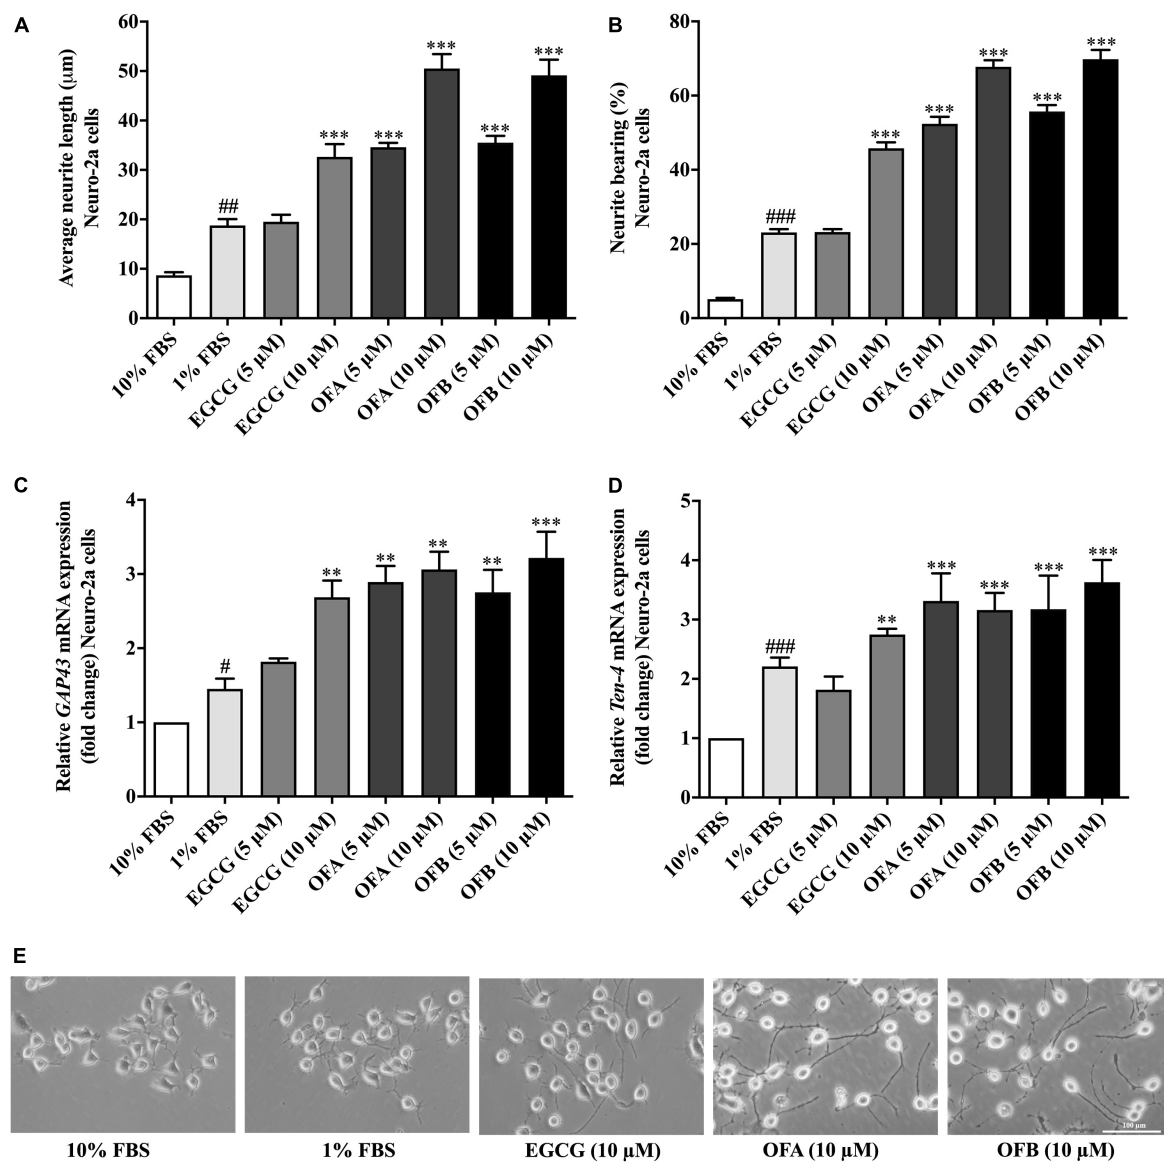 A
Average neurite length (μm)
Neuro-2a cells
60
50
40
30
20
10
0
##
***
***
***
***
***
10% FBS
1% FBS
EGCG (5 μM)
EGCG (10 μM)
OFA (5 μM)
OFA (10 μM)
OFB (5 μM)
OFB (10 μM)
B
Neurite bearing (%)
Neuro-2a cells
80
60
40
20
0
###
***
***
***
***
***
10% FBS
1% FBS
EGCG (5 μM)
EGCG (10 μM)
OFA (5 μM)
OFA (10 μM)
OFB (5 μM)
OFB (10 μM)
C
Relative GAP43 mRNA expression
(fold change) Neuro-2a cells
4
3
2
1
0
#
**
**
**
**
***
10% FBS
1% FBS
EGCG (5 μM)
EGCG (10 μM)
OFA (5 μM)
OFA (10 μM)
OFB (5 μM)
OFB (10 μM)
D
Relative Ten-4 mRNA expression
(fold change) Neuro-2a cells
5
4
3
2
1
0
###
**
***
***
***
***
10% FBS
1% FBS
EGCG (5 μM)
EGCG (10 μM)
OFA (5 μM)
OFA (10 μM)
OFB (5 μM)
OFB (10 μM)
E
100 μm
10% FBS
1% FBS
EGCG (10 μM)
OFA (10 μM)
OFB (10 μM)